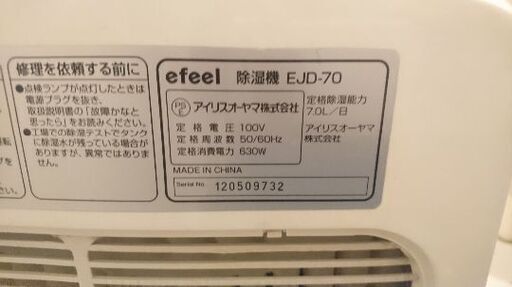 修理を依頼する前に
●点検ランプが点灯したときは
電源プラグを抜き、
取扱説明書の「故障かなと
思ったら」をお読みください。
●工場での除湿テストでタンク
に除湿水が残っている場合が
ありますが、異常ではありま
せん。
efeel 除湿機 EJD-70
PSE アイリスオーヤマ株式会社
定格電圧 100V
定格周波数 50/60Hz
定格消費電力 630W
定格除湿能力
7.0L/日
アイリスオーヤマ
株式会社
MADE IN CHINA
Serial No. 120509732